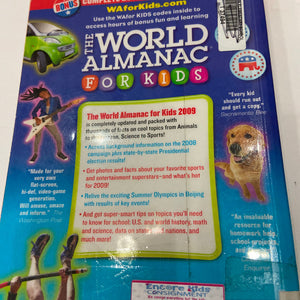 BONUS
WAforKIDS.com
Use the WAfor KIDS codes inside to
access hours of bonus fun and learning
THE WORLD
ALMANAC
FOR KIDS
"Every kid
should run
out and get
a copy."
Sacramento Bee
The World Almanac for Kids 2009
is completely updated and packed with
thousands of facts on cool topics from Animals
Science to Sports!
• Access background information on the 2008
campaign plus state-by-state Presidential
election results!
• Get photos and facts about your favorite sports
and entertainment superstars—and what's hot
for 2009!
• Relive the exciting Summer Olympics in Beijing
with results of key events!
• And get super-smart tips on topics you'll need
to know for school: U.S. and world history, math and
science, data on states and nations, and
much more!
"Made for your
very own
flat-screen,
ki-def, video-game
generation.
Will amuse, amaze
and inform." The
Washington Post
"An invaluable
resource for
homework help,
school projects,
Enquirer
Encore Kids
CONSIGNMENT